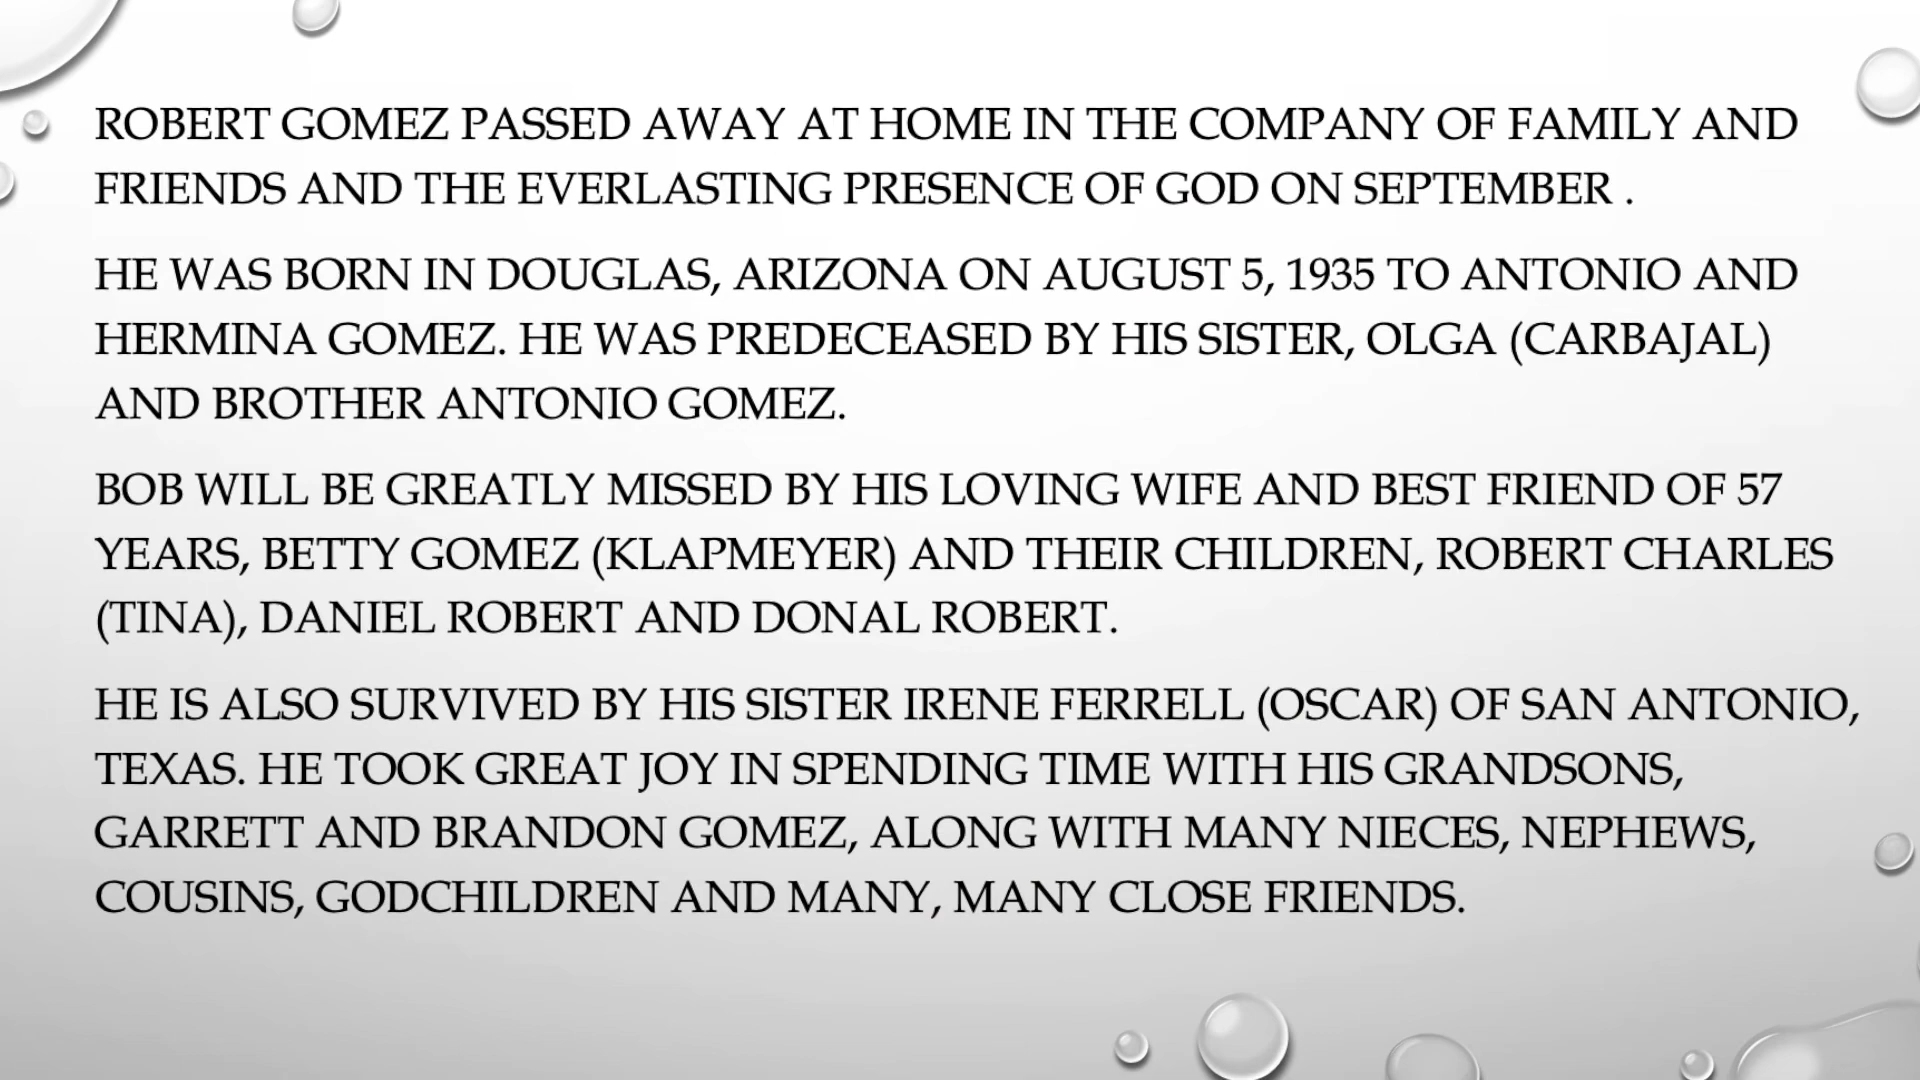 ROBERT GOMEZ PASSED AWAY AT HOME IN THE COMPANY OF FAMILY AND
FRIENDS AND THE EVERLASTING PRESENCE OF GOD ON SEPTEMBER .
HE WAS BORN IN DOUGLAS, ARIZONA ON AUGUST 5, 1935 TO ANTONIO AND
HERMINA GOMEZ. HE WAS PREDECEASED BY HIS SISTER, OLGA (CARBAJAL)
AND BROTHER ANTONIO GOMEZ.
BOB WILL BE GREATLY MISSED BY HIS LOVING WIFE AND BEST FRIEND OF 57
YEARS, BETTY GOMEZ (KLAPMEYER) AND THEIR CHILDREN, ROBERT CHARLES
(TINA), DANIEL ROBERT AND DONAL ROBERT.
HE IS ALSO SURVIVED BY HIS SISTER IRENE FERRELL (OSCAR) OF SAN ANTONIO,
TEXAS. HE TOOK GREAT JOY IN SPENDING TIME WITH HIS GRANDSONS,
GARRETT AND BRANDON GOMEZ, ALONG WITH MANY NIECES, NEPHEWS,
COUSINS, GODCHILDREN AND MANY, MANY CLOSE FRIENDS.